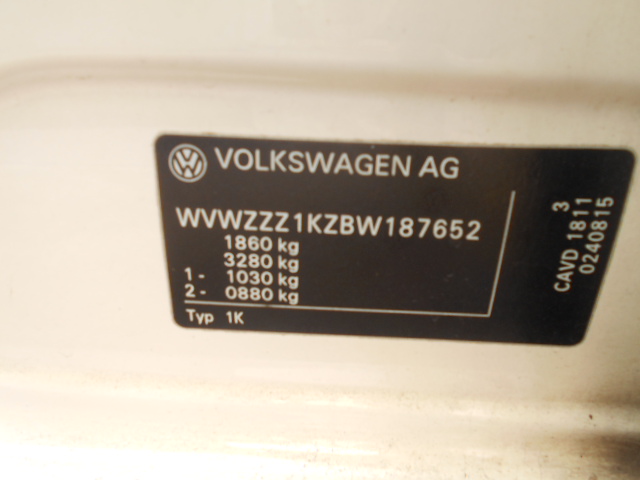 VOLKSWAGEN AG
WVWZZZ1KZBW187652
1860 kg
3280 kg
1- 1030 kg
2- 0880 kg
Typ 1K
3
CAVD 1811
0240815